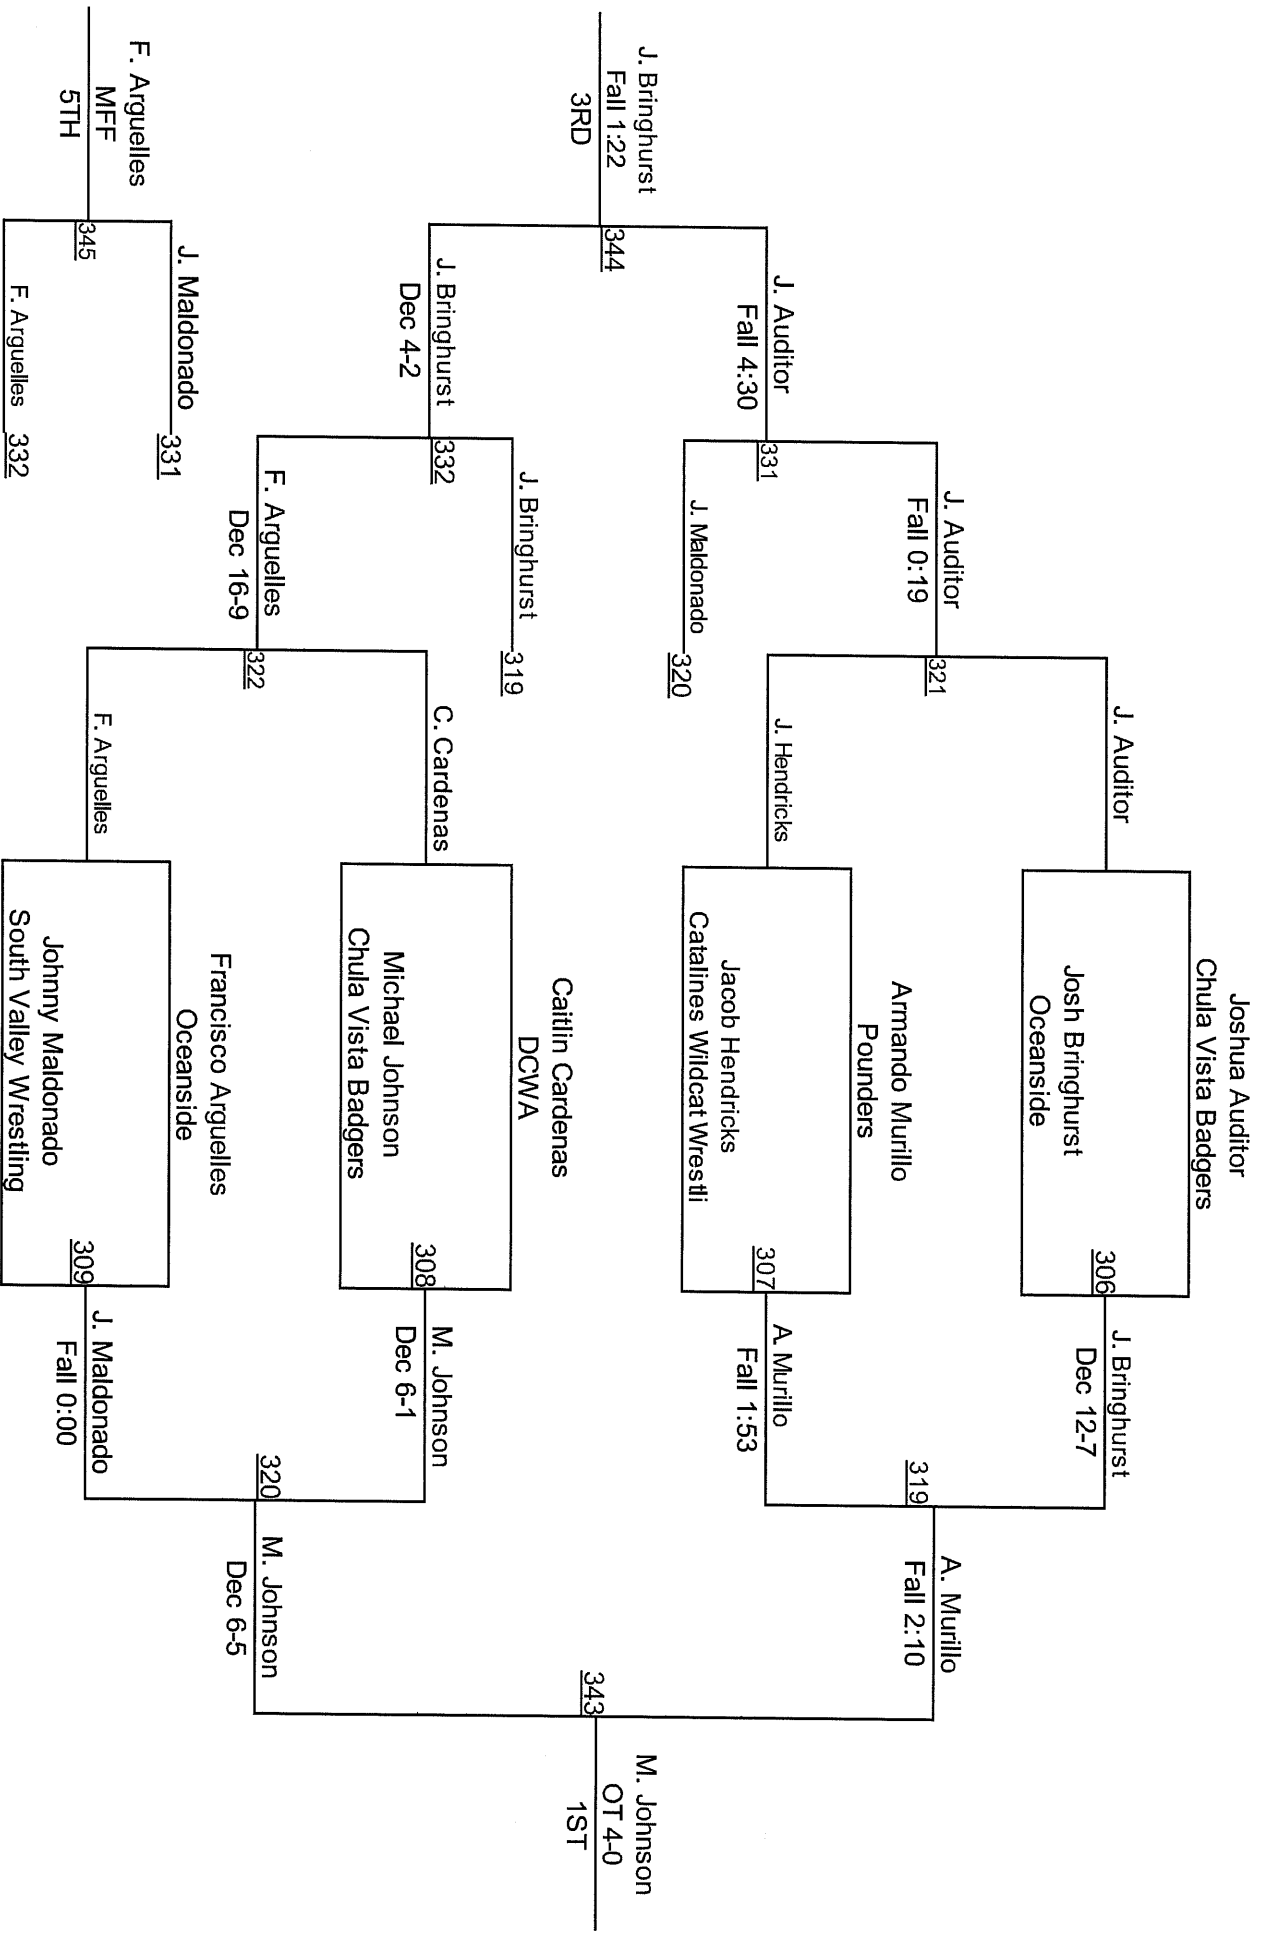 Joshua Auditor
Chula Vista Badgers
J. Auditor
Josh Bringhurst
Oceanside
306
J. Bringhurst
Dec 12-7
J. Auditor
Fall 0:19
321
319
A. Murillo
Fall 2:10
Armando Murillo
Pounders
J. Hendricks
Jacob Hendricks
Catalines Wildcat Wrestli
307
A. Murillo
Fall 1:53
J. Auditor
Fall 4:30
331
J. Maldonado
320
J. Bringhurst
Fall 1:22
3RD
344
343
M. Johnson
OT 4-0
1ST
J. Bringhurst
319
Caitlin Cardenas
DCWA
J. Bringhurst
Dec 4-2
332
C. Cardenas
Michael Johnson
Chula Vista Badgers
308
M. Johnson
Dec 6-1
F. Arguelles
Dec 16-9
322
320
M. Johnson
Dec 6-5
Francisco Arguelles
Oceanside
F. Arguelles
Johnny Maldonado
South Valley Wrestling
309
J. Maldonado
Fall 0:00
J. Maldonado
331
F. Arguelles
MFF
5TH
345
F. Arguelles
332